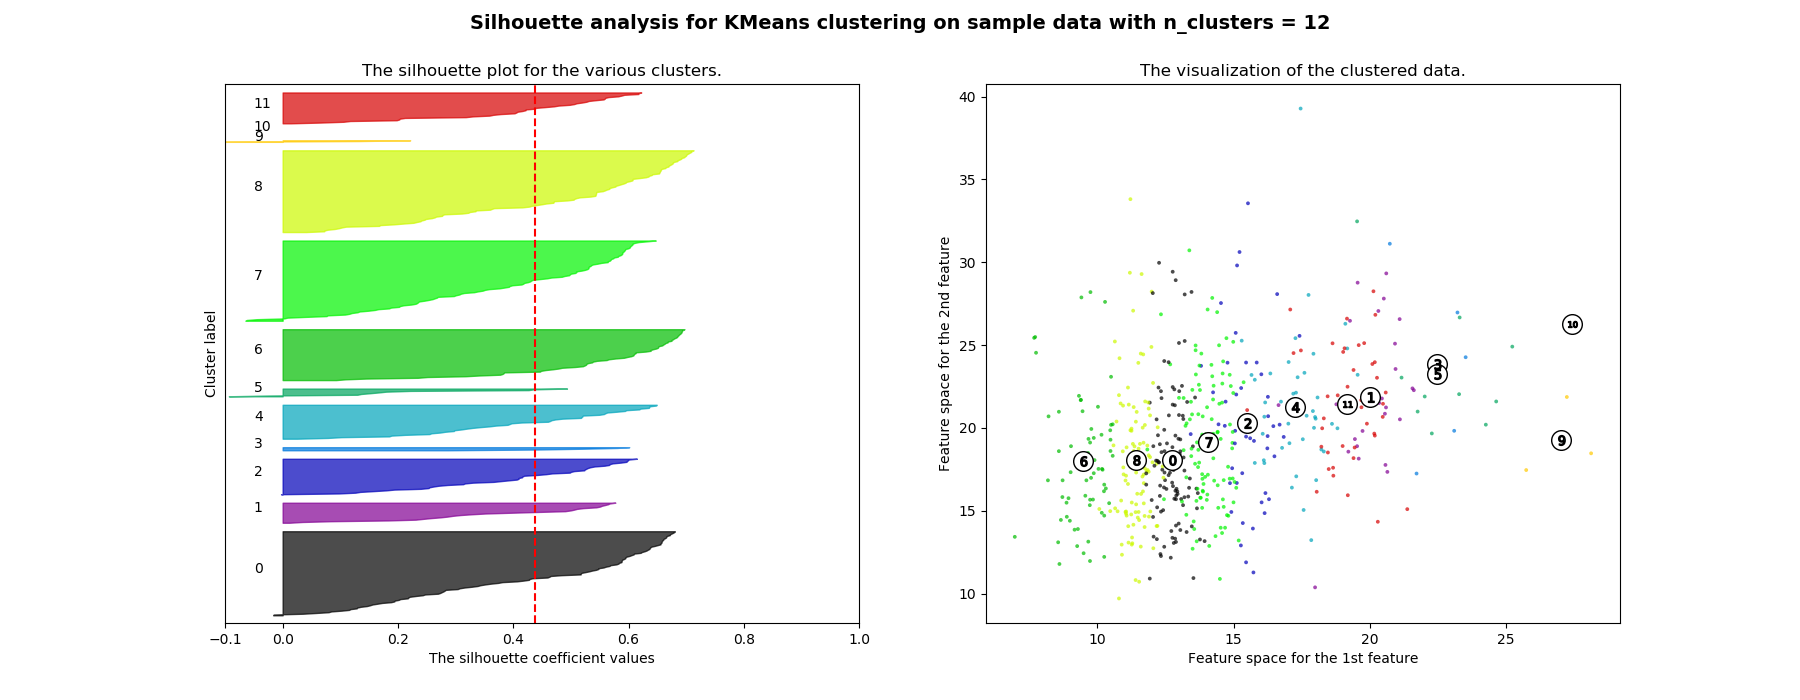 Silhouette analysis for KMeans clustering on sample data with n_clusters = 12
The silhouette plot for the various clusters.
Cluster label
11
10
9
8
7
6
5
4
3
2
1
0
−0.1 0.0 0.2 0.4 0.6 0.8 1.0
The silhouette coefficient values
The visualization of the clustered data.
Feature space for the 2nd feature
40
35
30
25
20
15
10
10
3
5
1
11
4
2
9
7
6 8 0
10 15 20 25
Feature space for the 1st feature